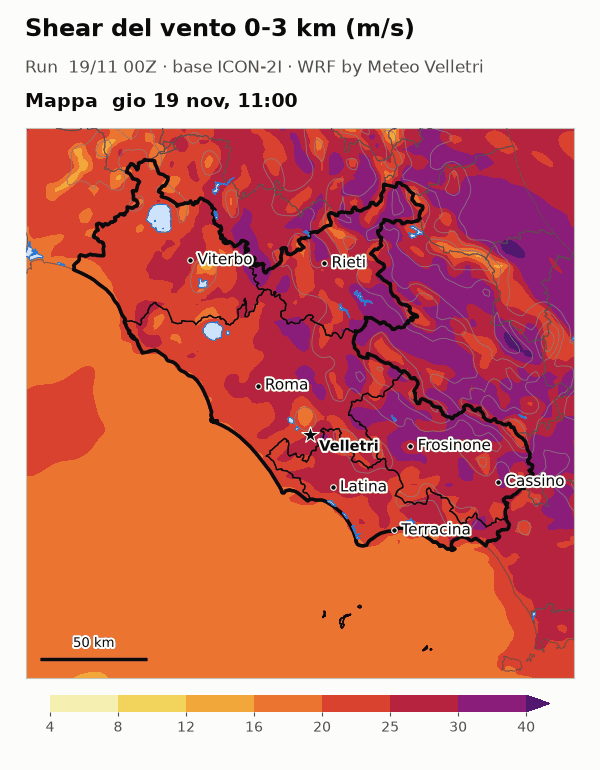 Shear del vento 0-3 km (m/s)
Run  19/11 00Z · base ICON-2I · WRF by Meteo Velletri
Mappa  gio 19 nov, 11:00
Viterbo
Rieti
Roma
Velletri
Frosinone
Latina
Cassino
Terracina
50 km
4 8 12 16 20 25 30 40